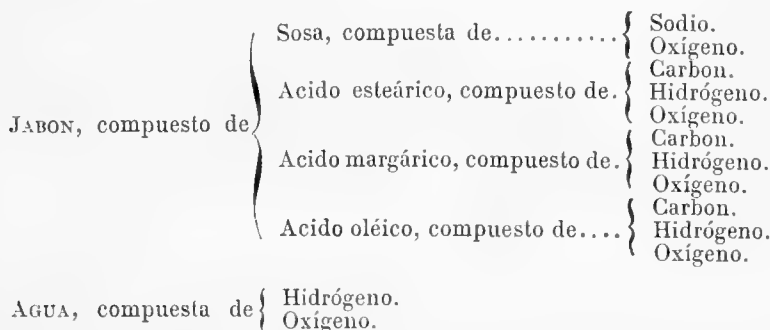 JABON, compuesto de
Sosa, compuesta de...........
Sodio.
Oxígeno.
Acido esteárico, compuesto de.
Carbon.
Hidrógeno.
Oxígeno.
Acido margárico, compuesto de.
Carbon.
Hidrógeno.
Oxígeno.
Acido oléico, compuesto de....
Carbon.
Hidrógeno.
Oxígeno.
AGUA, compuesta de
Hidrógeno.
Oxígeno.